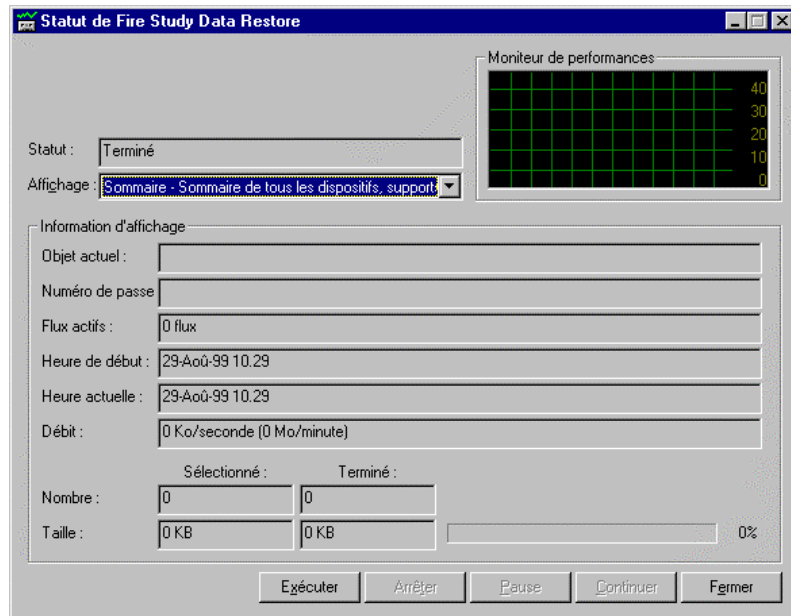 Statut de Fire Study Data Restore
Moniteur de performances
40
30
20
10
0
Statut :
Terminé
Affichage :
Sommaire - Sommaire de tous les dispositifs, support
Information d'affichage
Objet actuel :
Numéro de passe
Flux actifs :
0 flux
Heure de début :
29-Aoû-99 10.29
Heure actuelle :
29-Aoû-99 10.29
Débit :
0 Ko/seconde (0 Mo/minute)
Sélectionné :
Terminé :
Nombre :
0
0
Taille :
0 KB
0 KB
0%
Exécuter
Arrêter
Pause
Continuer
Fermer